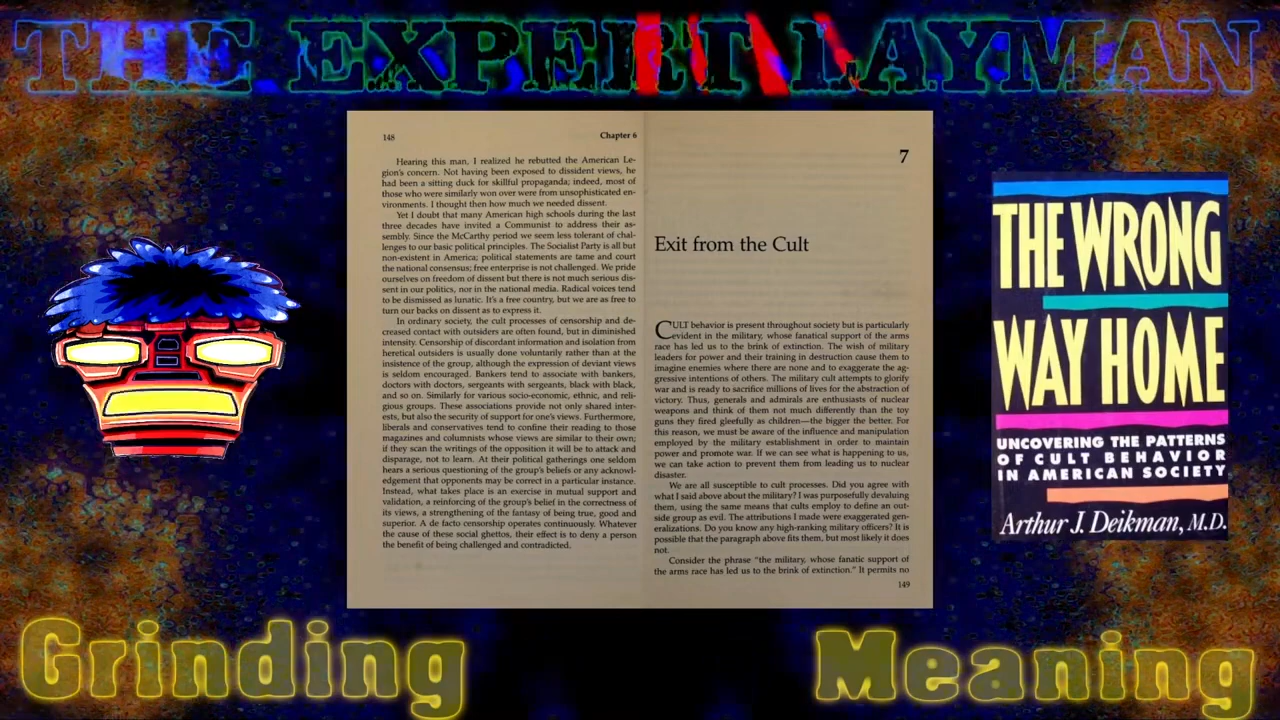 THE EXPERT LAYMAN
148
Chapter 6
Hearing this man, I realized he rebutted the American Le-
gion's concern. Not having been exposed to dissident views, he
had been a sitting duck for skillful propaganda; indeed, most of
those who were similarly won over were from unsophisticated en-
vironments. I thought then how much we needed dissent.
Yet I doubt that many American high schools during the last
three decades have invited a Communist to address their as-
sembly. Since the McCarthy period we seem less tolerant of chal-
lenges to our basic political principles. The Socialist Party is all but
non-existent in America; political statements are tame and court
the national consensus; free enterprise is not challenged. We pride
ourselves on freedom of dissent but there is not much serious dis-
sent in our politics, nor in the national media. Radical voices tend
to be dismissed as lunatic. It's a free country, but we are as free to
turn our backs on dissent as to express it.
In ordinary society, the cult processes of censorship and de-
creased contact with outsiders are often found, but in diminished
intensity. Censorship of discordant information and isolation from
heretical outsiders is usually done voluntarily rather than at the
insistence of the group, although the expression of deviant views
is seldom encouraged. Bankers tend to associate with bankers,
doctors with doctors, sergeants with sergeants, black with black,
and so on. Similarly for various socio-economic, ethnic, and reli-
gious groups. These associations provide not only shared inter-
ests, but also the security of support for one's views. Furthermore,
liberals and conservatives tend to confine their reading to those
magazines and columnists whose views are similar to their own;
if they scan the writings of the opposition it will be to attack and
disparage, not to learn. At their political gatherings one seldom
hears a serious questioning of the group's beliefs or any acknowl-
edgement that opponents may be correct in a particular instance.
Instead, what takes place is an exercise in mutual support and
validation, a reinforcing of the group's belief in the correctness of
its views, a strengthening of the fantasy of being true, good and
superior. A de facto censorship operates continuously. Whatever
the cause of these social ghettos, their effect is to deny a person
the benefit of being challenged and contradicted.
7
Exit from the Cult
CULT behavior is present throughout society but is particularly
evident in the military, whose fanatical support of the arms
race has led us to the brink of extinction. The wish of military
leaders for power and their training in destruction cause them to
imagine enemies where there are none and to exaggerate the ag-
gressive intentions of others. The military cult attempts to glorify
war and is ready to sacrifice millions of lives for the abstraction of
victory. Thus, generals and admirals are enthusiasts of nuclear
weapons and think of them not much differently than the toy
guns they fired gleefully as children—the bigger the better. For
this reason, we must be aware of the influence and manipulation
employed by the military establishment in order to maintain
power and promote war. If we can see what is happening to us,
we can take action to prevent them from leading us to nuclear
disaster.
We are all susceptible to cult processes. Did you agree with
what I said above about the military? I was purposefully devaluing
them, using the same means that cults employ to define an out-
side group as evil. The attributions I made were exaggerated gen-
eralizations. Do you know any high-ranking military officers? It is
possible that the paragraph above fits them, but most likely it does
not.
Consider the phrase "the military, whose fanatic support of
the arms race has led us to the brink of extinction." It permits no
149
THE WRONG
WAY HOME
UNCOVERING THE PATTERNS
OF CULT BEHAVIOR
IN AMERICAN SOCIETY
Arthur J. Deikman, M.D.
Grinding
Meaning